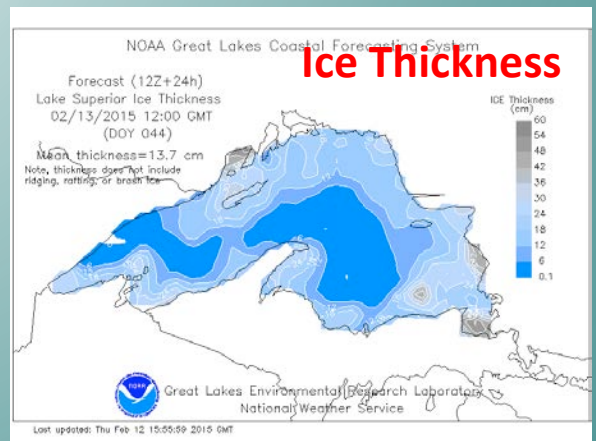 NOAA Great Lakes Coastal Forecasting System
Ice Thickness
Forecast (12Z+24h)
Lake Superior Ice Thickness
02/13/2015 12:00 GMT
(DOY 044)
Mean thickness=13.7 cm
Note, thickness does not include
ridging, rafting, or brash ice
ICE Thickness
(cm)
60
54
48
42
36
30
24
18
12
6
0.1
noaa
Great Lakes Environmental Research Laboratory
National Weather Service
Last updated: Thu Feb 12 15:55:59 2015 GMT